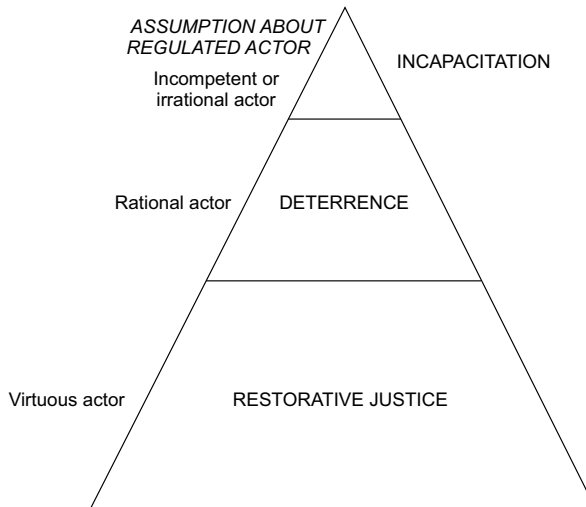 ASSUMPTION ABOUT
REGULATED ACTOR
INCAPACITATION
Incompetent or
irrational actor
Rational actor
DETERRENCE
Virtuous actor
RESTORATIVE JUSTICE